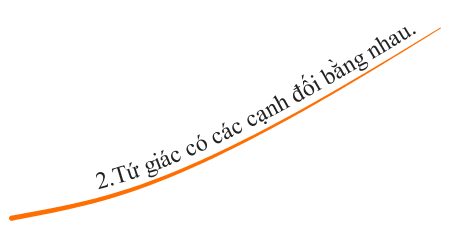 2.Tứ giác có các cạnh đối bằng nhau.